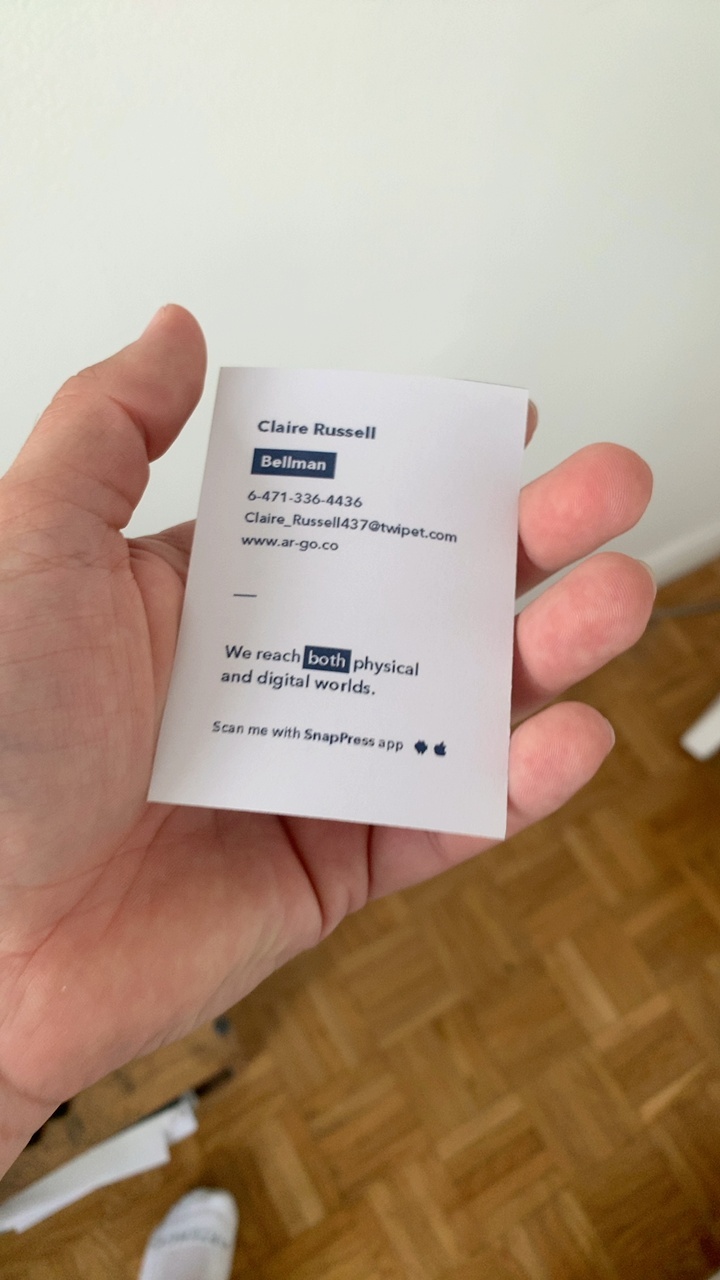 Claire Russell
Bellman
6-471-336-4436
Claire_Russell437@twipet.com
www.ar-go.co
—
We reach both physical
and digital worlds.
Scan me with SnapPress app